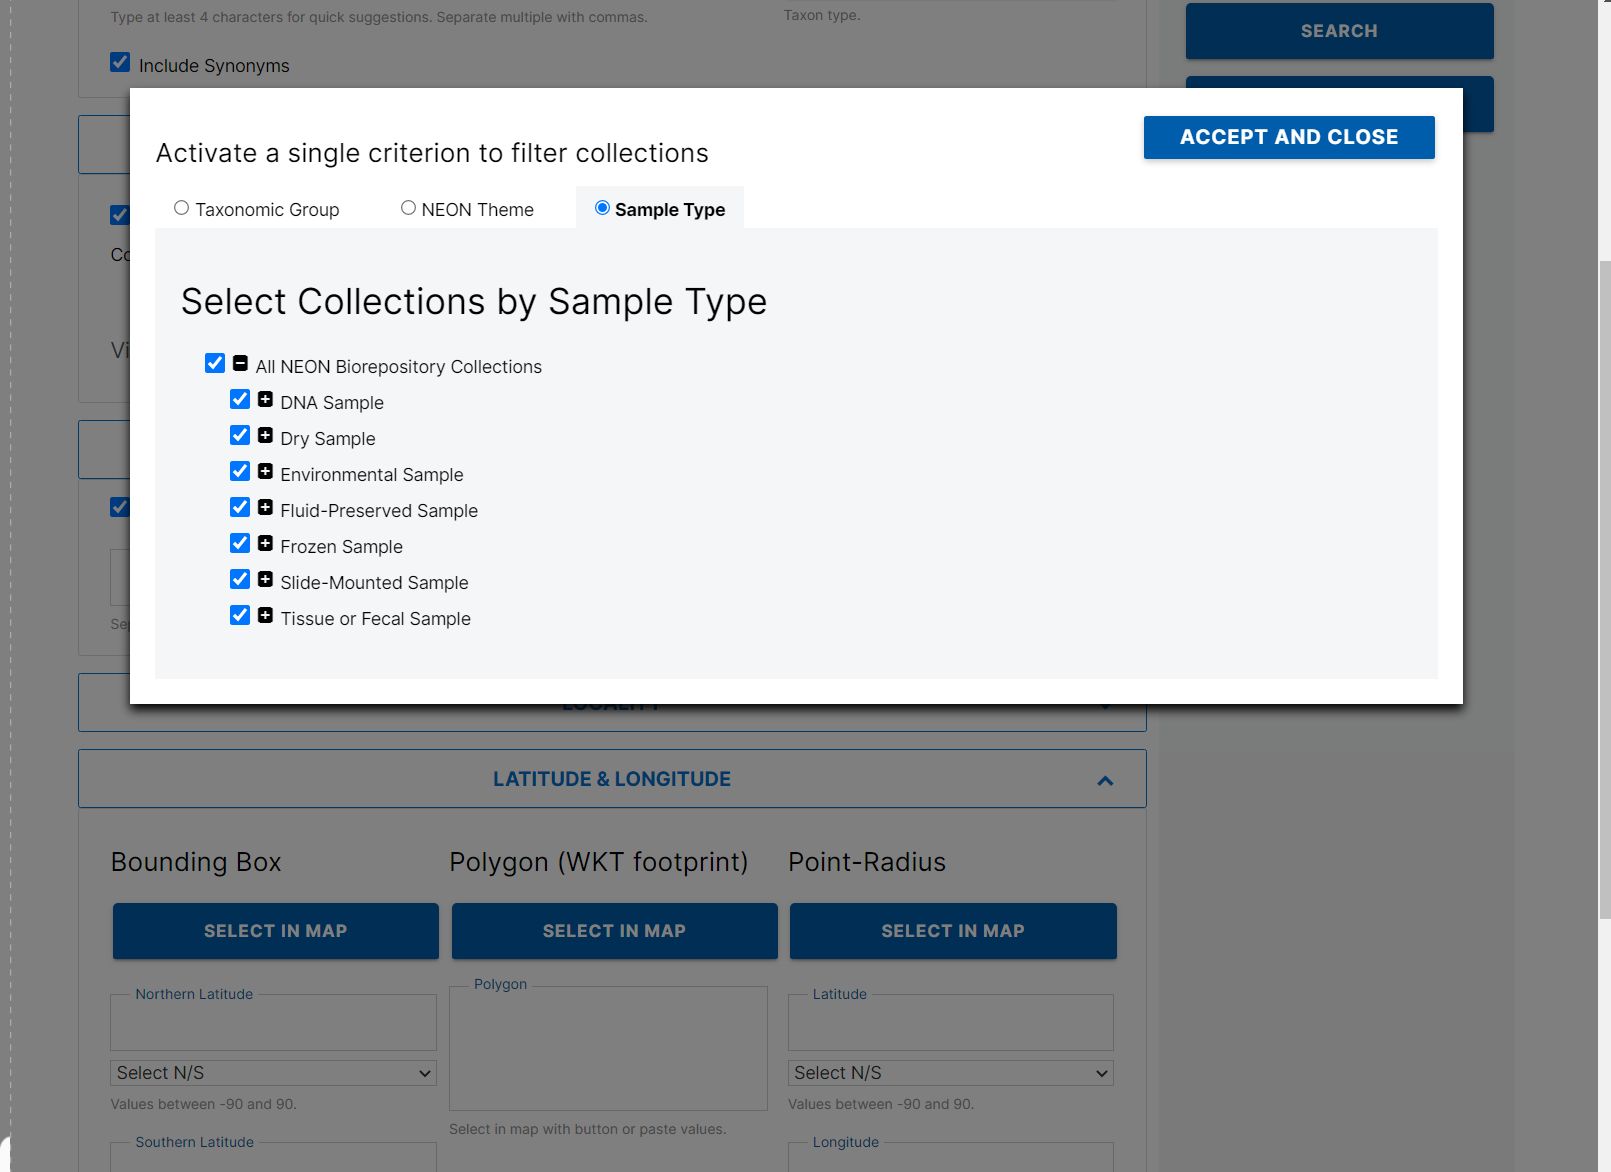 Type at least 4 characters for quick suggestions. Separate multiple with commas.
Taxon type.
SEARCH
Include Synonyms
ACCEPT AND CLOSE
Activate a single criterion to filter collections
Taxonomic Group
NEON Theme
Sample Type
Select Collections by Sample Type
All NEON Biorepository Collections
DNA Sample
Dry Sample
Environmental Sample
Fluid-Preserved Sample
Frozen Sample
Slide-Mounted Sample
Tissue or Fecal Sample
LOCALITY
LATITUDE & LONGITUDE
Bounding Box
Polygon (WKT footprint)
Point-Radius
SELECT IN MAP
SELECT IN MAP
SELECT IN MAP
Northern Latitude
Polygon
Latitude
Select N/S
Select N/S
Values between -90 and 90.
Values between -90 and 90.
Select in map with button or paste values.
Southern Latitude
Longitude